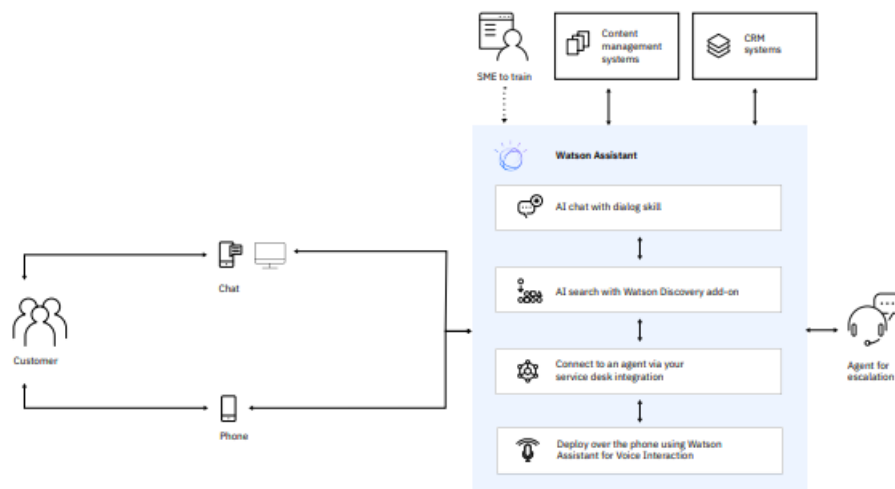 SME to train
Content
management
systems
CRM
systems
Watson Assistant
AI chat with dialog skill
AI search with Watson Discovery add-on
Connect to an agent via your
service desk integration
Deploy over the phone using Watson
Assistant for Voice Interaction
Chat
Customer
Phone
Agent for
escalation